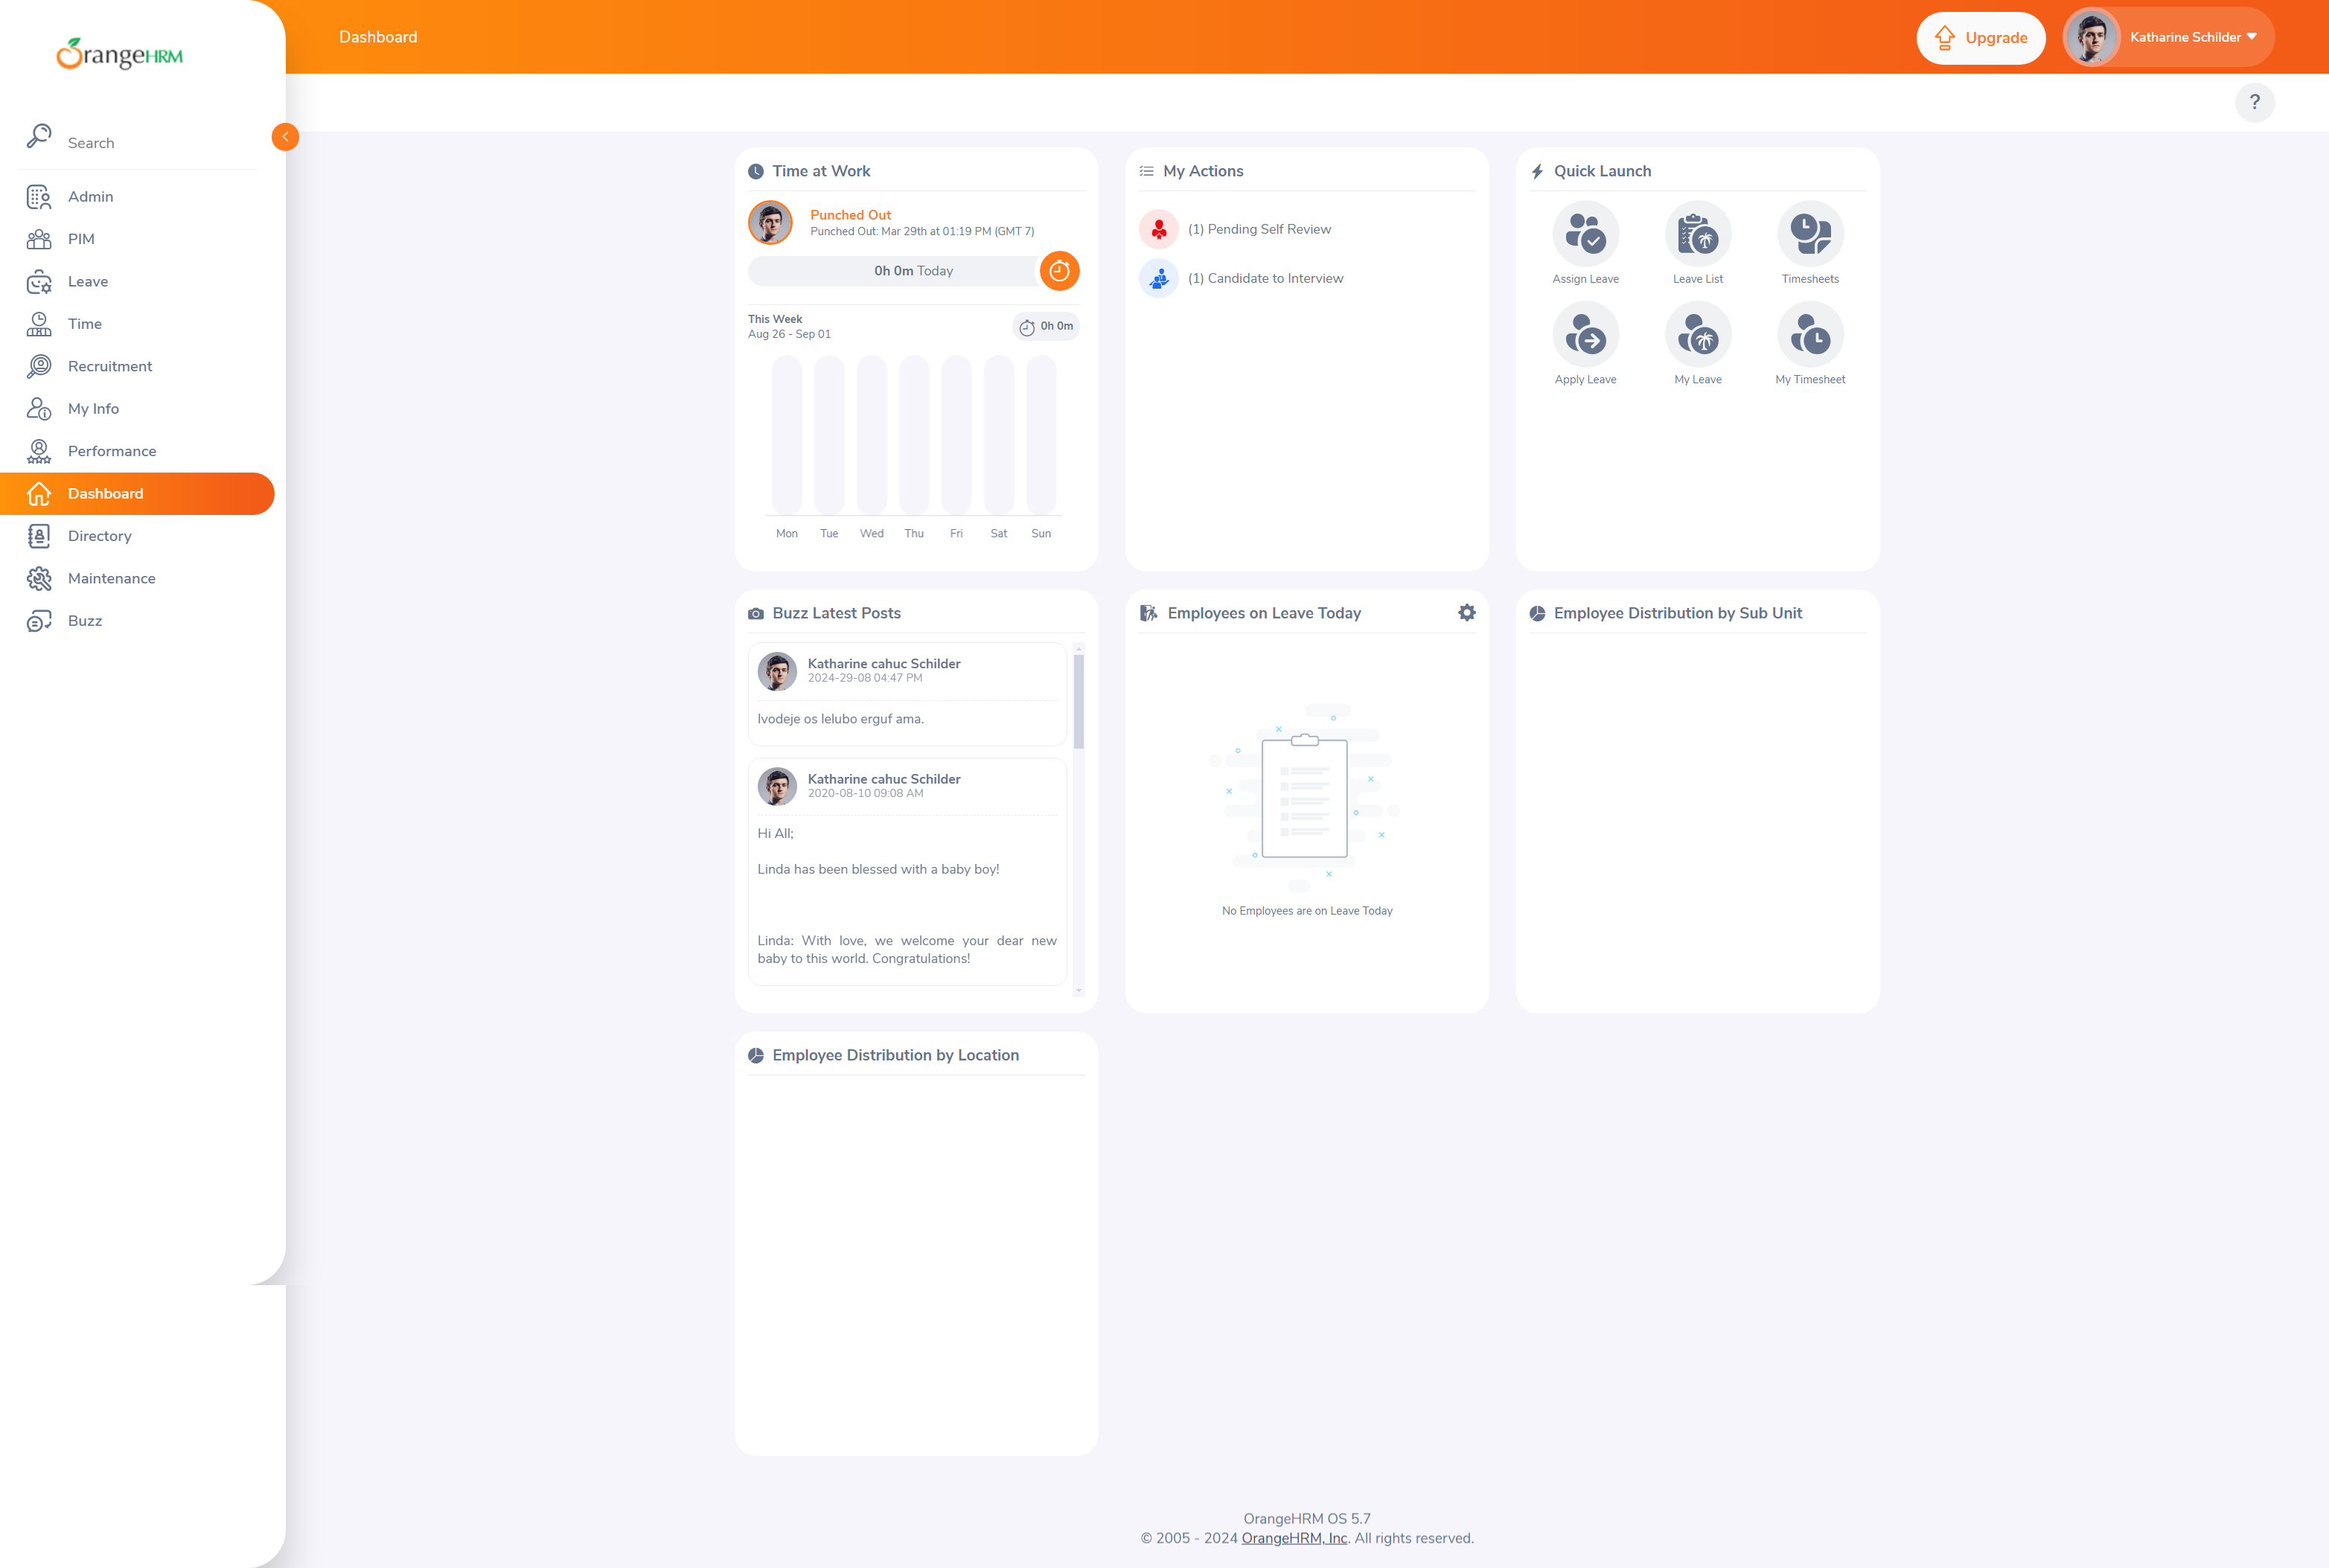 OrangeHRM
Search
Admin
PIM
Leave
Time
Recruitment
My Info
Performance
Dashboard
Directory
Maintenance
Buzz
Dashboard
Upgrade
Katharine Schilder
?
Time at Work
Punched Out
Punched Out: Mar 29th at 01:19 PM (GMT 7)
0h 0m Today
This Week
Aug 26 - Sep 01
0h 0m
Mon Tue Wed Thu Fri Sat Sun
My Actions
(1) Pending Self Review
(1) Candidate to Interview
Quick Launch
Assign Leave
Leave List
Timesheets
Apply Leave
My Leave
My Timesheet
Buzz Latest Posts
Katharine cahuc Schilder
2024-29-08 04:47 PM
Ivodeje os lelubo erguf ama.
Katharine cahuc Schilder
2020-08-10 09:08 AM
Hi All;
Linda has been blessed with a baby boy!
Linda: With love, we welcome your dear new
baby to this world. Congratulations!
Employees on Leave Today
No Employees are on Leave Today
Employee Distribution by Sub Unit
Employee Distribution by Location
OrangeHRM OS 5.7
© 2005 - 2024 OrangeHRM, Inc. All rights reserved.